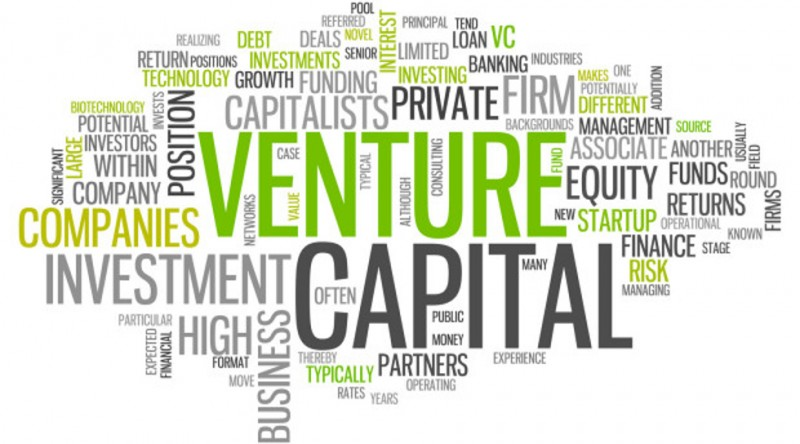 POOL
REFERRED
PRINCIPAL
TEND
REALIZING
DEBT
DEALS
NOVEL
INTEREST
LOAN
VC
RETURN
POSITIONS
INVESTMENTS
SENIOR
LIMITED
BANKING
INDUSTRIES
TECHNOLOGY
GROWTH
FUNDING
INVESTING
MAKES
ONE
POTENTIALLY
ADDITION
BIOTECHNOLOGY
INVESTS
POSITION
CAPITALISTS
PRIVATE
FIRM
DIFFERENT
POTENTIAL
BACKGROUNDS
MANAGEMENT
SOURCE
SIGNIFICANT
LARGE
INVESTORS
VENTURE
CASE
TYPICAL
ALTHOUGH
CONSULTING
FUND
ASSOCIATE
ANOTHER
USUALLY
FIELD
WITHIN
EQUITY
FUNDS
ROUND
COMPANY
NETWORKS
VALUE
RETURNS
FIRMS
COMPANIES
NEW
STARTUP
OPERATIONAL
KNOWN
INVESTMENT
CAPITAL
MANY
FINANCE
STAGE
OFTEN
RISK
MANAGING
PARTICULAR
HIGH
BUSINESS
PUBLIC
EXPECTED
FINANCIAL
MONEY
FORMAT
THEREBY
PARTNERS
EXPERIENCE
MOVE
TYPICALLY
OPERATING
RATES
YEARS